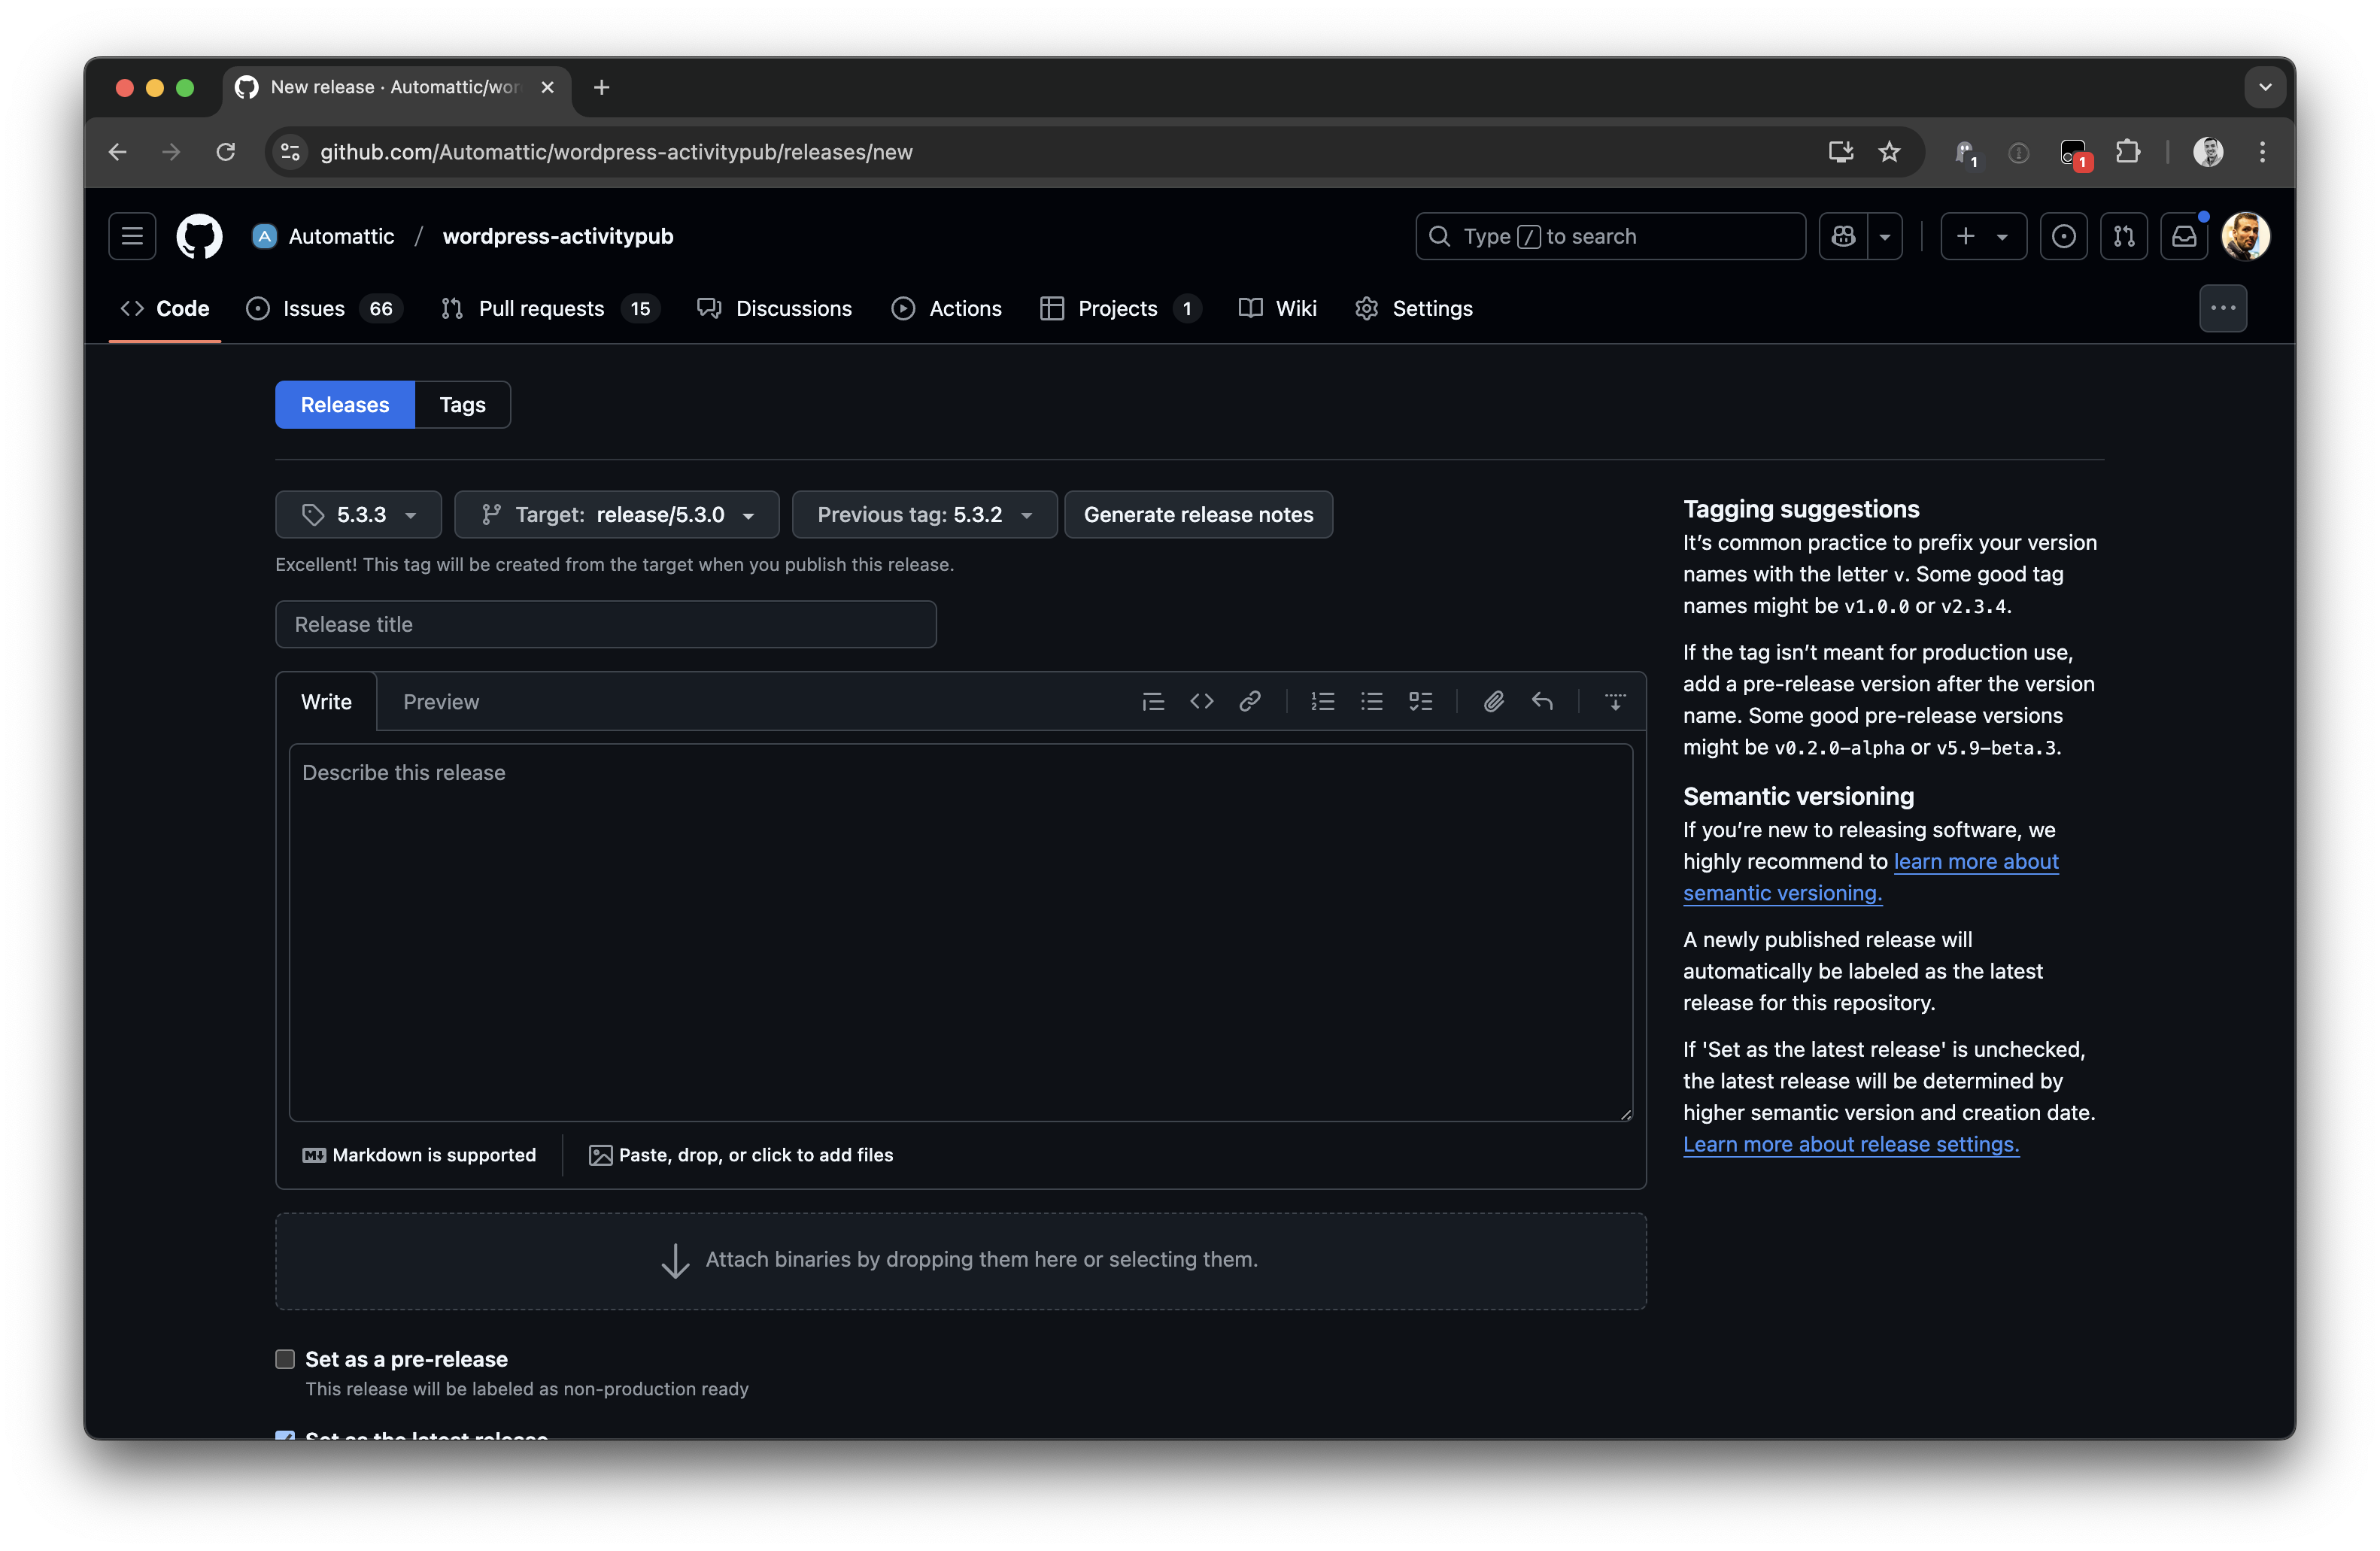 New release · Automattic/wor
github.com/Automattic/wordpress-activitypub/releases/new
1
1
A Automattic / wordpress-activitypub
Type / to search
Code
Issues 66
Pull requests 15
Discussions
Actions
Projects 1
Wiki
Settings
Releases
Tags
5.3.3
Target: release/5.3.0
Previous tag: 5.3.2
Generate release notes
Excellent! This tag will be created from the target when you publish this release.
Release title
Write
Preview
Describe this release
Markdown is supported
Paste, drop, or click to add files
Attach binaries by dropping them here or selecting them.
Set as a pre-release
This release will be labeled as non-production ready
Set as the latest release
Tagging suggestions
It’s common practice to prefix your version
names with the letter v. Some good tag
names might be v1.0.0 or v2.3.4.
If the tag isn’t meant for production use,
add a pre-release version after the version
name. Some good pre-release versions
might be v0.2.0-alpha or v5.9-beta.3.
Semantic versioning
If you’re new to releasing software, we
highly recommend to learn more about
semantic versioning.
A newly published release will
automatically be labeled as the latest
release for this repository.
If 'Set as the latest release' is unchecked,
the latest release will be determined by
higher semantic version and creation date.
Learn more about release settings.